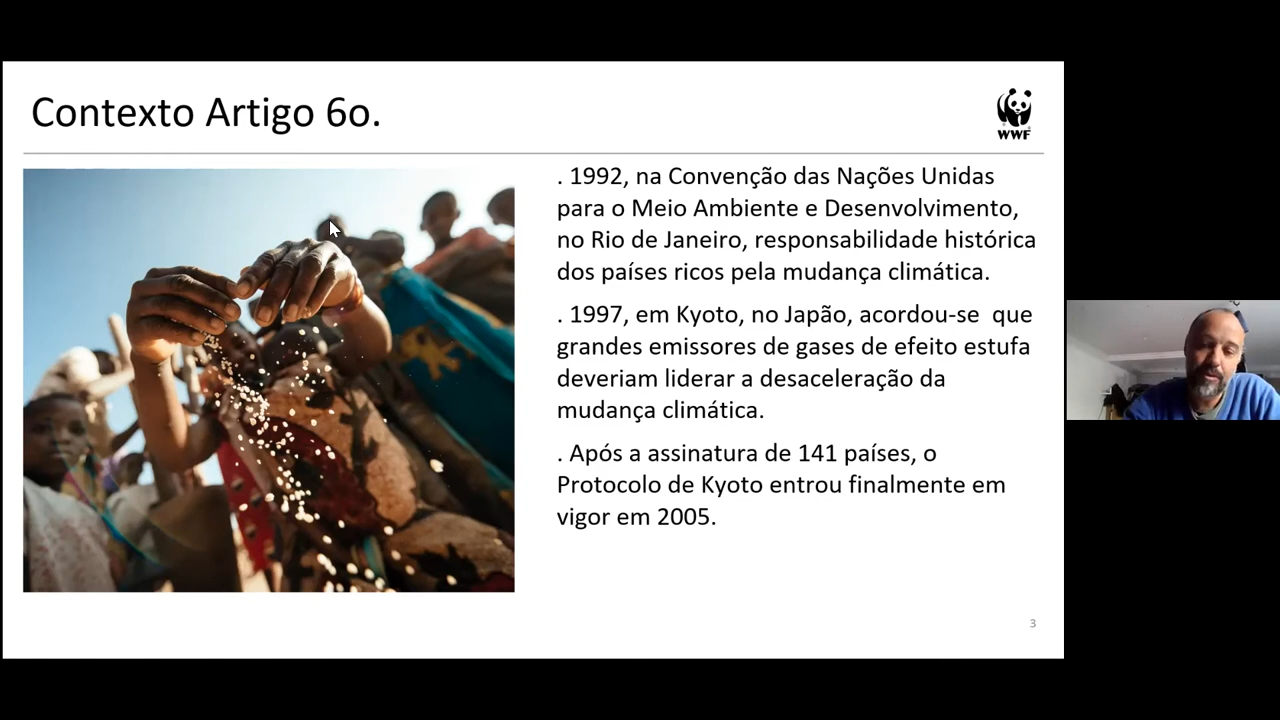 Contexto Artigo 6o.
WWF
. 1992, na Convenção das Nações Unidas
para o Meio Ambiente e Desenvolvimento,
no Rio de Janeiro, responsabilidade histórica
dos países ricos pela mudança climática.
. 1997, em Kyoto, no Japão, acordou-se  que
grandes emissores de gases de efeito estufa
deveriam liderar a desaceleração da
mudança climática.
. Após a assinatura de 141 países, o
Protocolo de Kyoto entrou finalmente em
vigor em 2005.
3